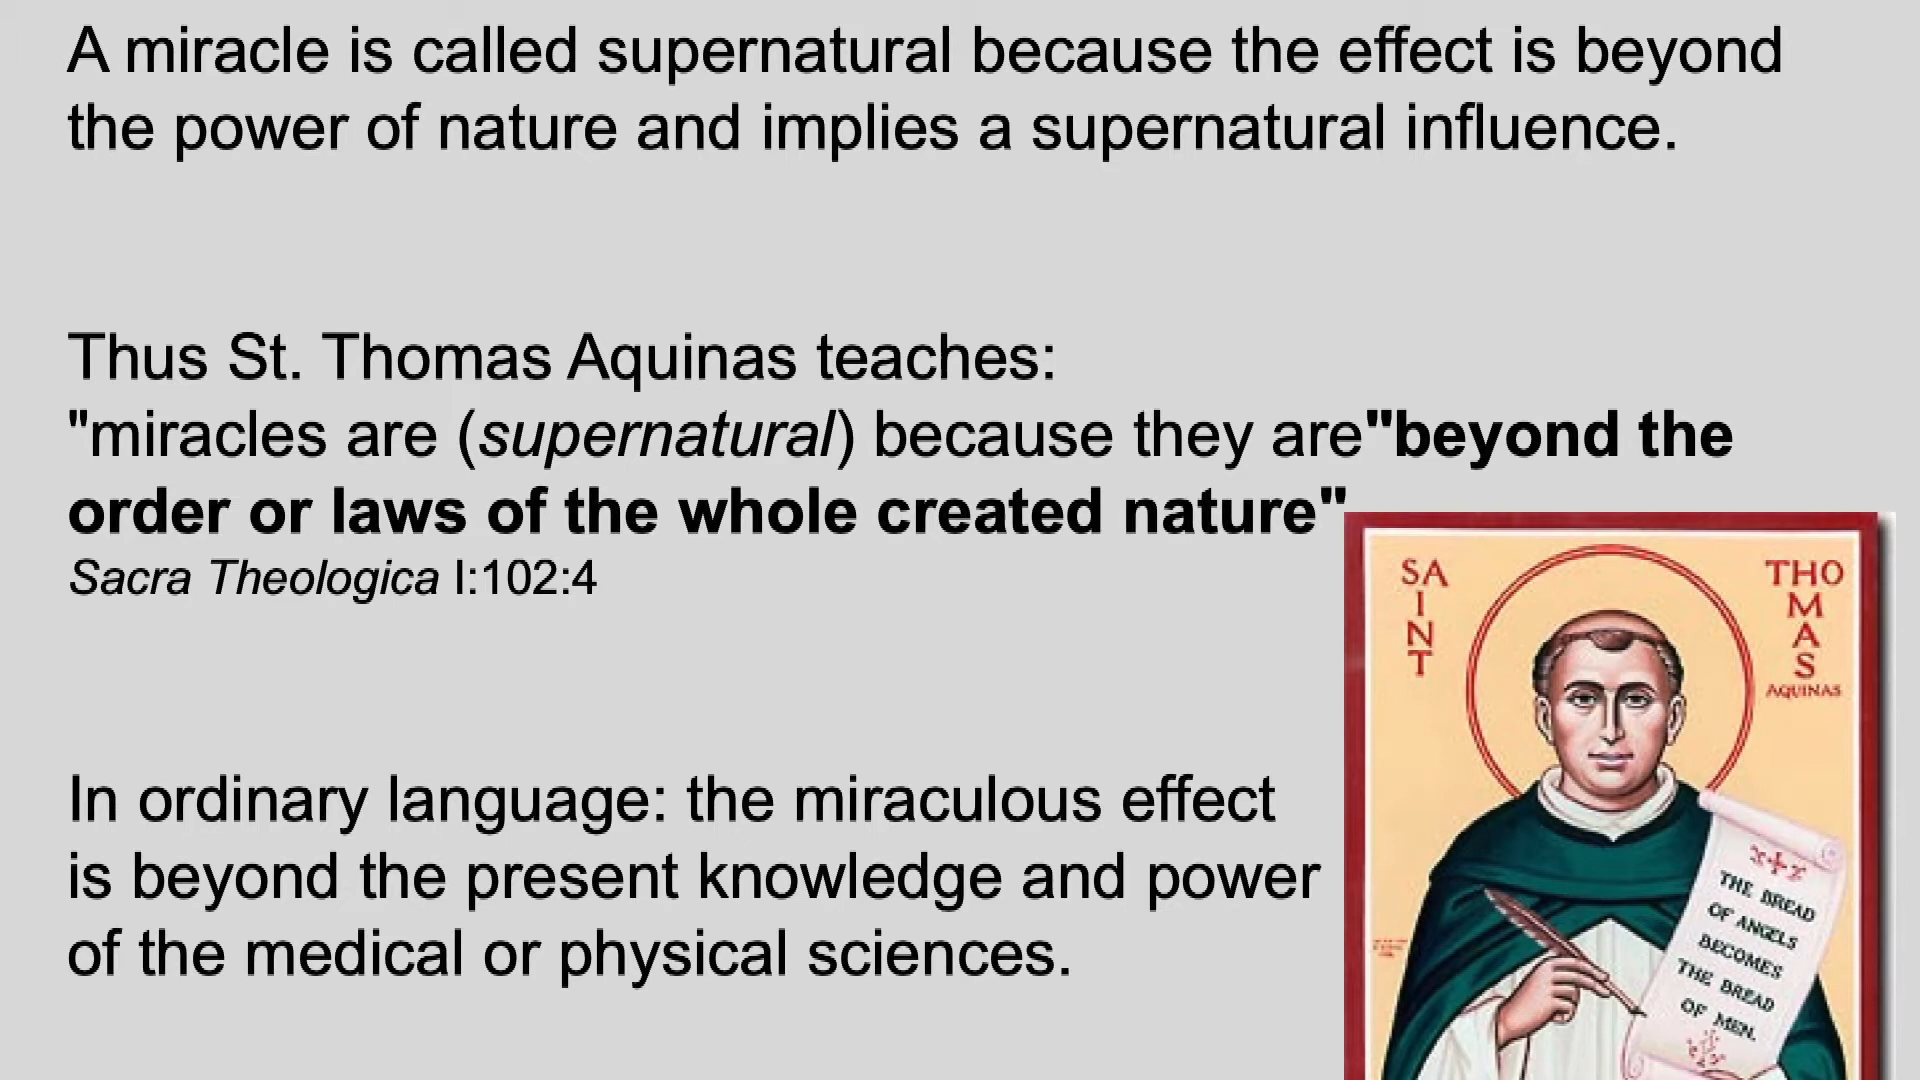 A miracle is called supernatural because the effect is beyond
the power of nature and implies a supernatural influence.
Thus St. Thomas Aquinas teaches:
"miracles are (supernatural) because they are"beyond the
order or laws of the whole created nature"
Sacra Theologica I:102:4
In ordinary language: the miraculous effect
is beyond the present knowledge and power
of the medical or physical sciences.
SA
I
N
T
THO
M
A
S
AQUINAS
THE BREAD
OF ANGELS
BECOMES
THE BREAD
OF MEN.